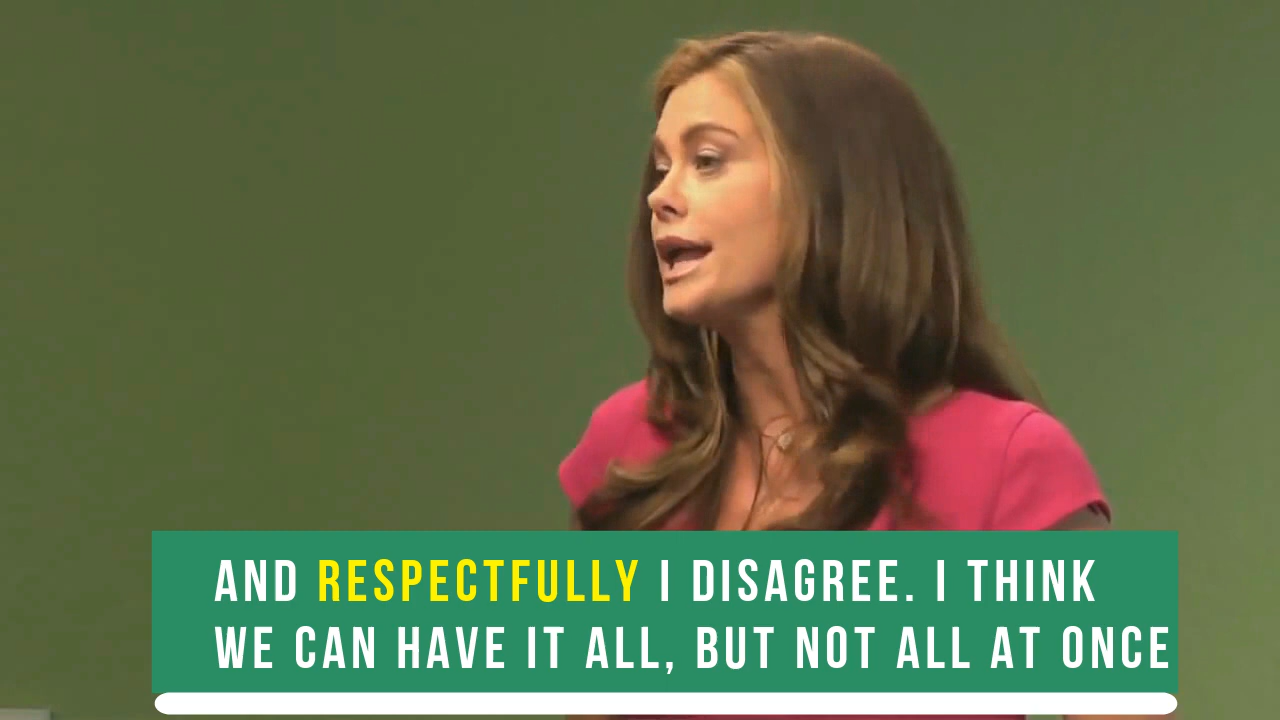 AND RESPECTFULLY I DISAGREE. I THINK
WE CAN HAVE IT ALL, BUT NOT ALL AT ONCE